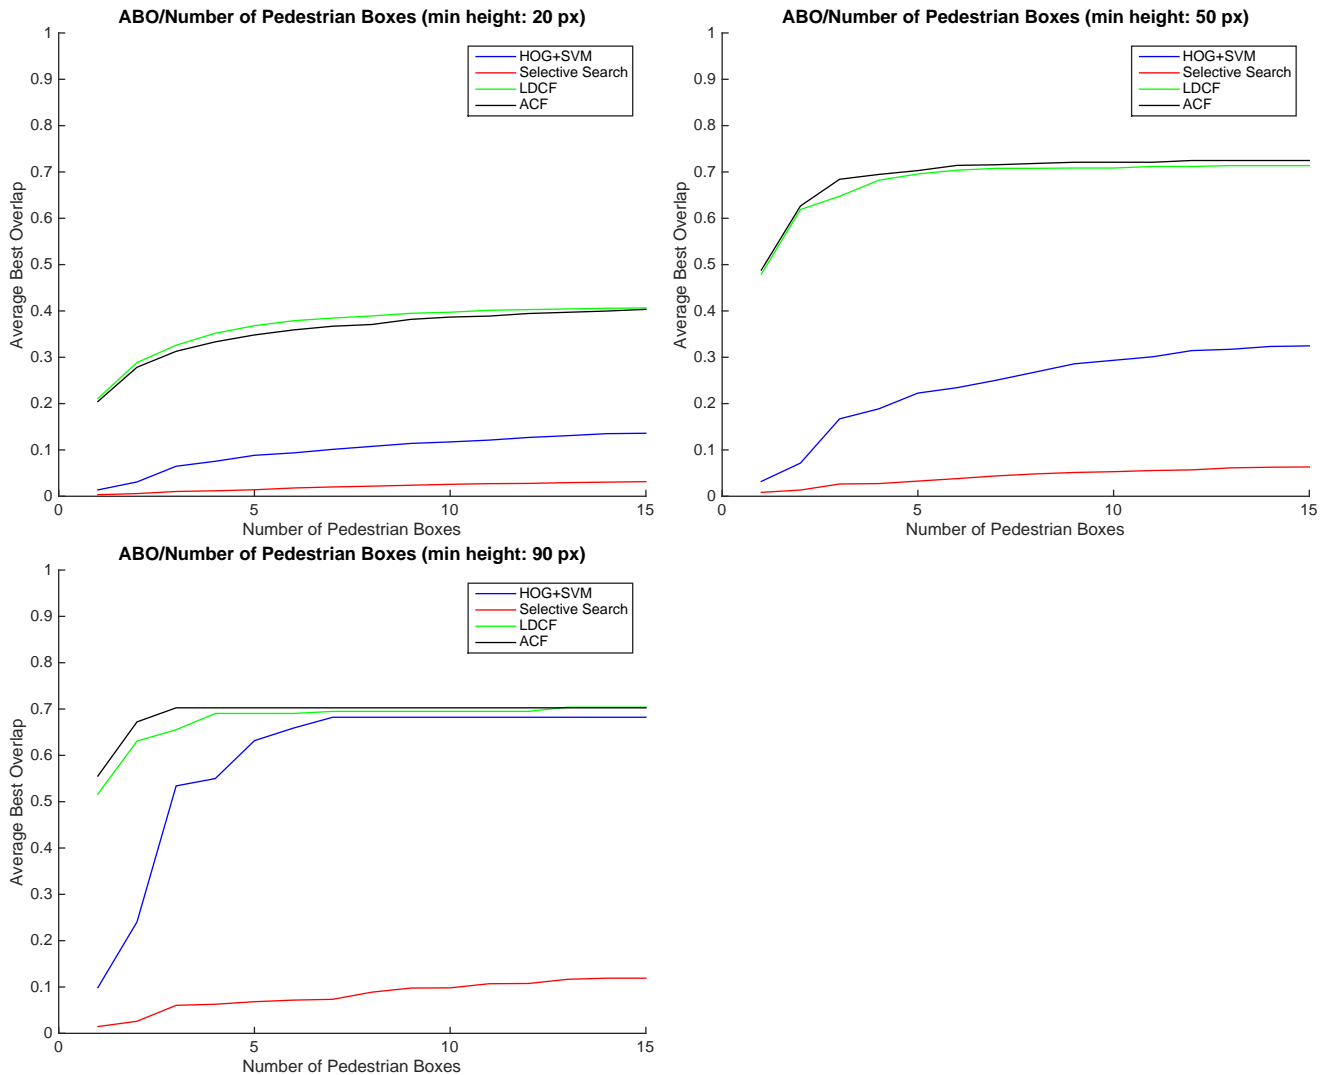 ABO/Number of Pedestrian Boxes (min height: 20 px)
1
0.9
0.8
0.7
0.6
0.5
0.4
0.3
0.2
0.1
0
Average Best Overlap
HOG+SVM
Selective Search
LDCF
ACF
0
5
10
15
Number of Pedestrian Boxes
ABO/Number of Pedestrian Boxes (min height: 50 px)
1
0.9
0.8
0.7
0.6
0.5
0.4
0.3
0.2
0.1
0
Average Best Overlap
HOG+SVM
Selective Search
LDCF
ACF
0
5
10
15
Number of Pedestrian Boxes
ABO/Number of Pedestrian Boxes (min height: 90 px)
1
0.9
0.8
0.7
0.6
0.5
0.4
0.3
0.2
0.1
0
Average Best Overlap
HOG+SVM
Selective Search
LDCF
ACF
0
5
10
15
Number of Pedestrian Boxes